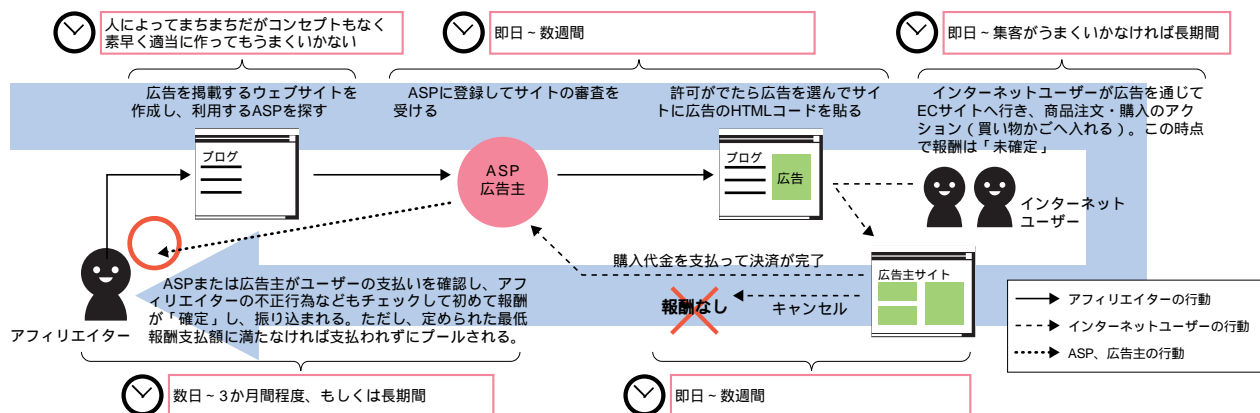 人によってまちまちだがコンセプトもなく
素早く適当に作ってもうまくいかない
即日~数週間
即日~集客がうまくいかなければ長期間
広告を掲載するウェブサイトを
作成し、利用するASPを探す
ASPに登録してサイトの審査を
受ける
許可がでたら広告を選んでサイ
トに広告のHTMLコードを貼る
インターネットユーザーが広告を通じて
ECサイトへ行き、商品注文・購入のアク
ション(買い物かごへ入れる)。この時点
で報酬は「未確定」
ブログ
ASP
広告主
ブログ
広告
インターネット
ユーザー
購入代金を支払って決済が完了
広告主サイト
報酬なし
キャンセル
ASPまたは広告主がユーザーの支払いを確認し、アフ
ィリエイターの不正行為などもチェックして初めて報酬
が「確定」し、振り込まれる。ただし、定められた最低
報酬支払額に満たなければ支払われずにプールされる。
アフィリエイター
アフィリエイターの行動
インターネットユーザーの行動
ASP、広告主の行動
数日~3か月間程度、もしくは長期間
即日~数週間